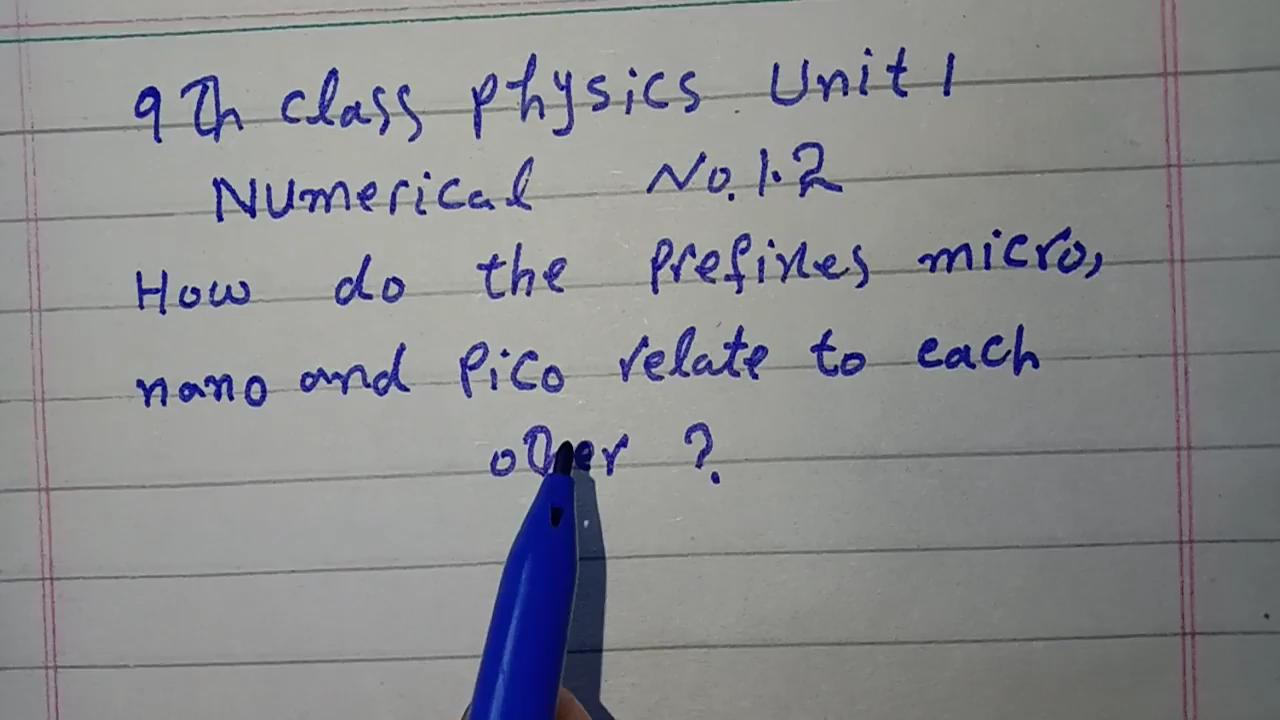 9Th class physics Unit 1
Numerical No. 1.2
How do the prefixes micro,
nano and Pico relate to each
other ?